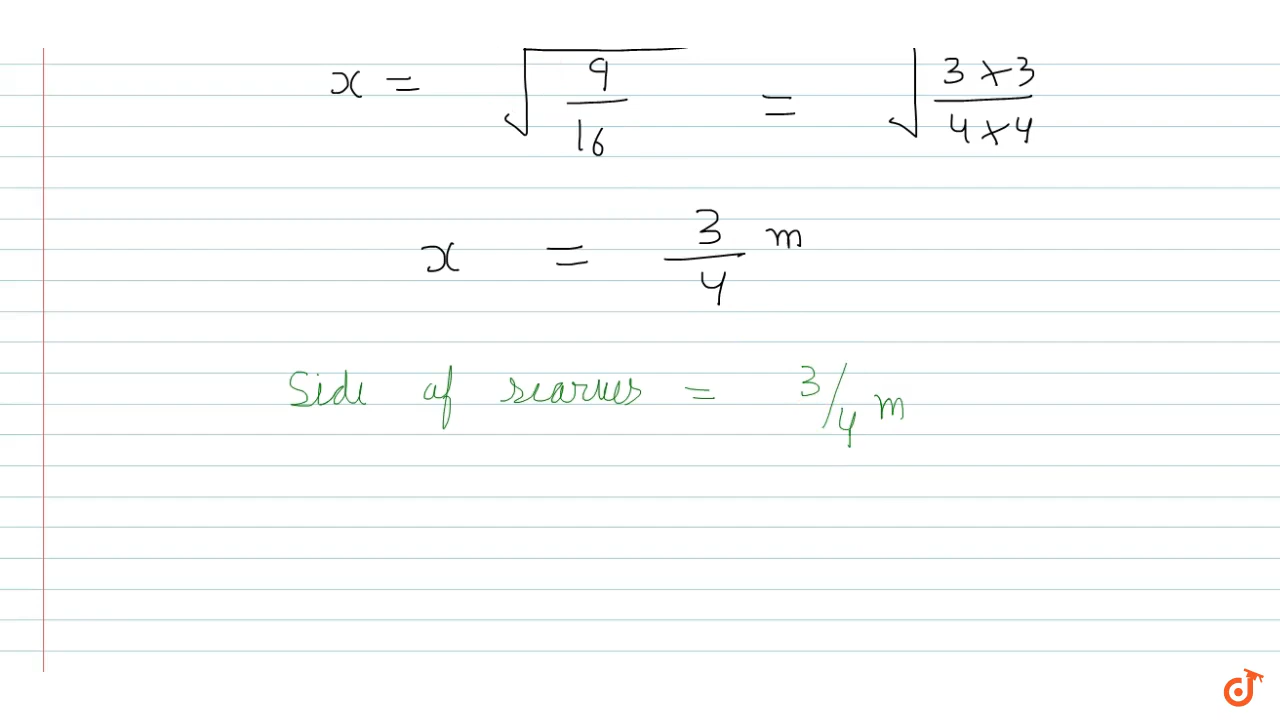 x = √(9/16) = √((3×3)/(4×4))
x = 3/4 m
Side of scarves = 3/4 m